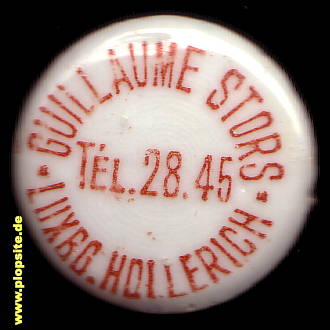 · GUILLAUME STORS ·
TÉL. 28.45
LUXBG. HOLLERICH
www.plopsite.de